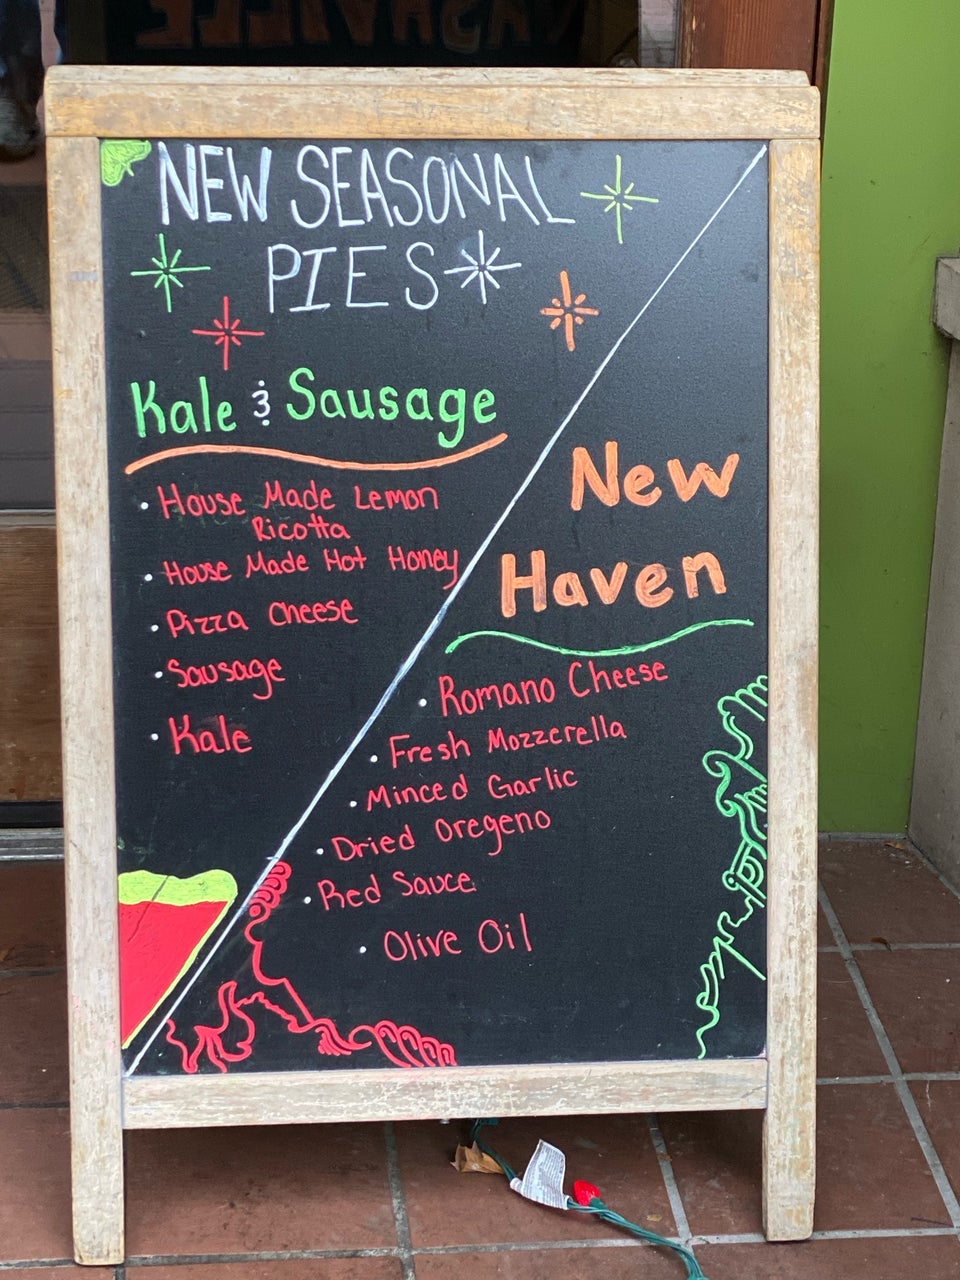 NEW SEASONAL
PIES
Kale & Sausage
• House Made Lemon
Ricotta
• House Made Hot Honey
• Pizza Cheese
• Sausage
• Kale
New
Haven
• Romano Cheese
• Fresh Mozzerella
• Minced Garlic
• Dried Oregeno
• Red Sauce
• Olive Oil